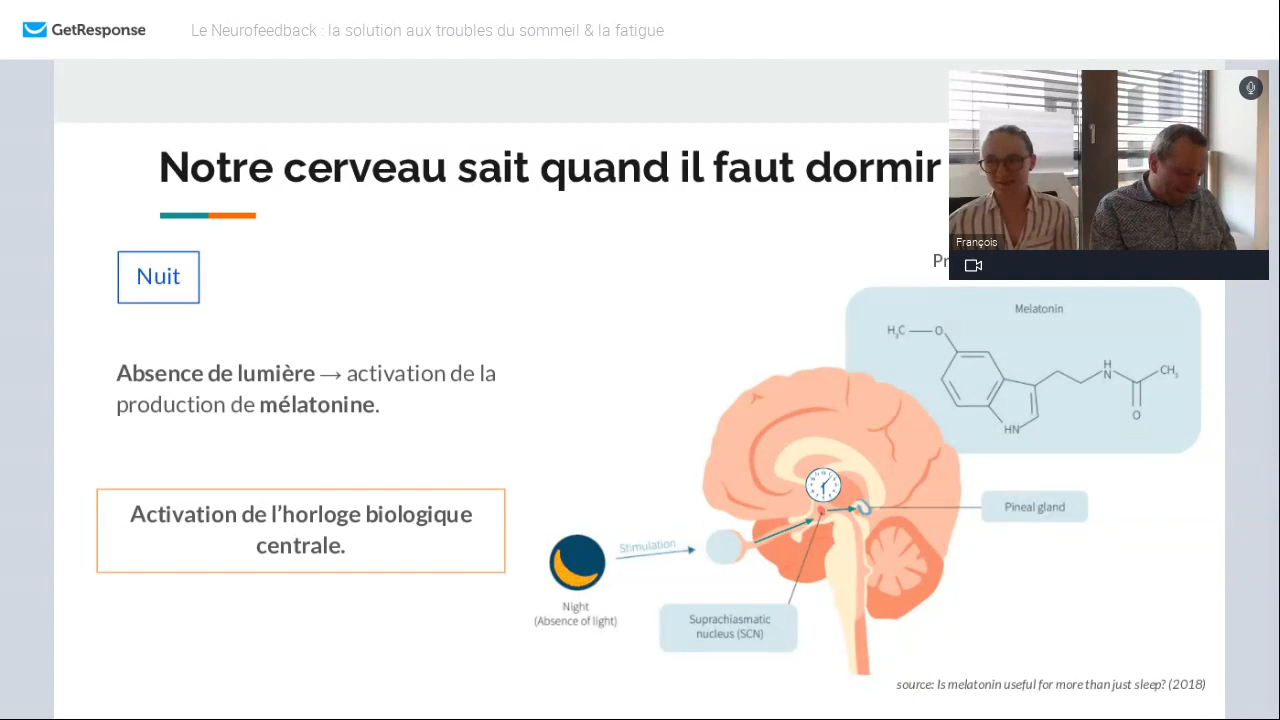 GetResponse
Le Neurofeedback : la solution aux troubles du sommeil & la fatigue
Notre cerveau sait quand il faut dormir
François
Nuit
Pr
Melatonin
H₃C
O
H
N
CH₃
O
HN
Absence de lumière → activation de la
production de mélatonine.
Activation de l’horloge biologique
centrale.
Pineal gland
Stimulation
Night
(Absence of light)
Suprachiasmatic
nucleus (SCN)
source: Is melatonin useful for more than just sleep? (2018)